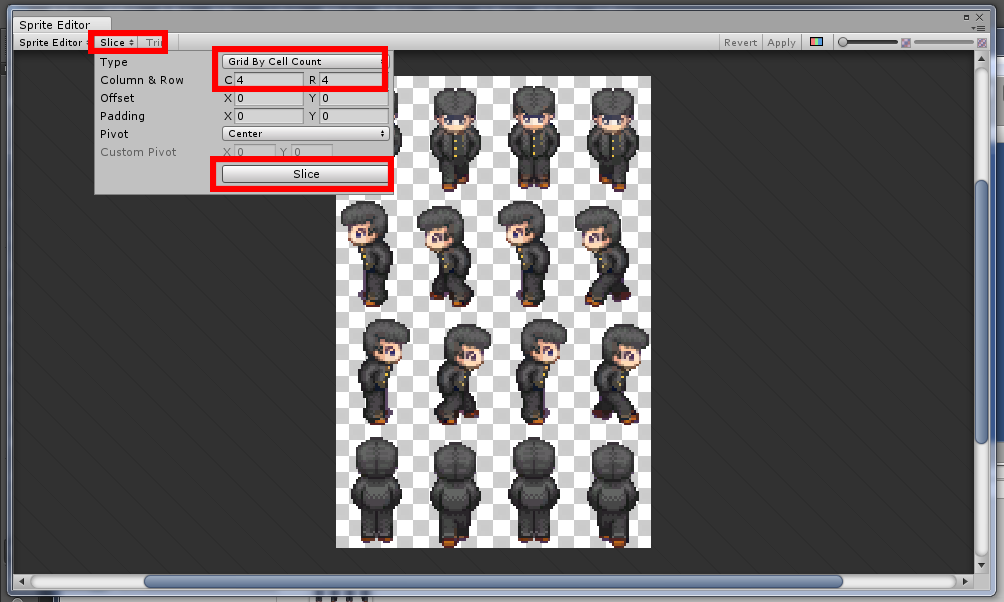 Sprite Editor
Sprite Editor Slice Tri Revert Apply
Type Grid By Cell Count
Column & Row C 4 R 4
Offset X 0 Y 0
Padding X 0 Y 0
Pivot Center
Custom Pivot X 0 Y 0
Slice